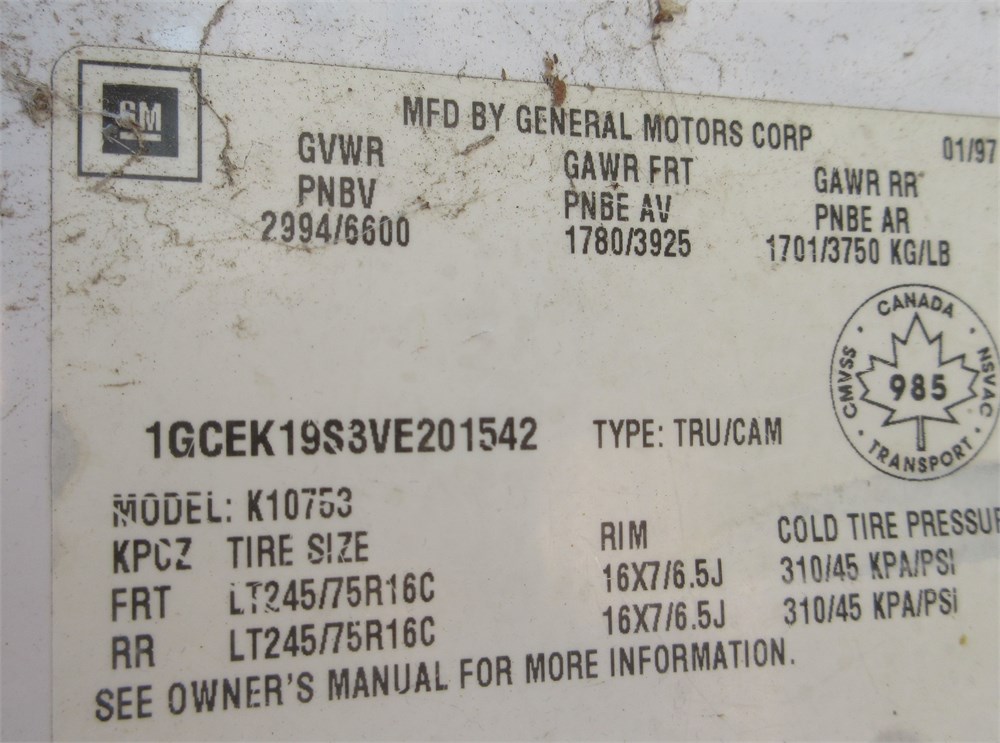 GM
MFD BY GENERAL MOTORS CORP 01/97
GVWR GAWR FRT GAWR RR
PNBV PNBE AV PNBE AR
2994/6600 1780/3925 1701/3750 KG/LB
CANADA
CMVSS 985 NSVAC
TRANSPORT
1GCEK19S3VE201542 TYPE: TRU/CAM
MODEL: K10753
KPCZ TIRE SIZE RIM COLD TIRE PRESSUR
FRT LT245/75R16C 16X7/6.5J 310/45 KPA/PSI
RR LT245/75R16C 16X7/6.5J 310/45 KPA/PSI
SEE OWNER'S MANUAL FOR MORE INFORMATION.